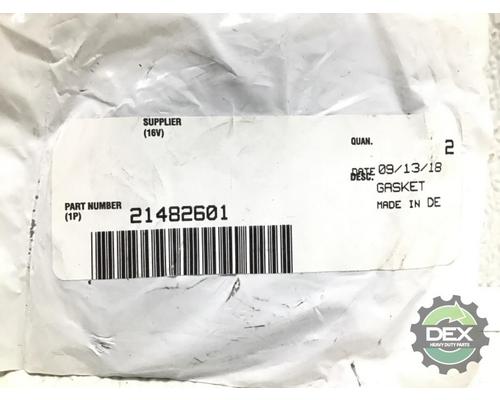 SUPPLIER
(16V)
QUAN. 2
DATE 09/13/18
DESC. GASKET
MADE IN DE
PART NUMBER
(1P) 21482601
DEX
HEAVY DUTY PARTS